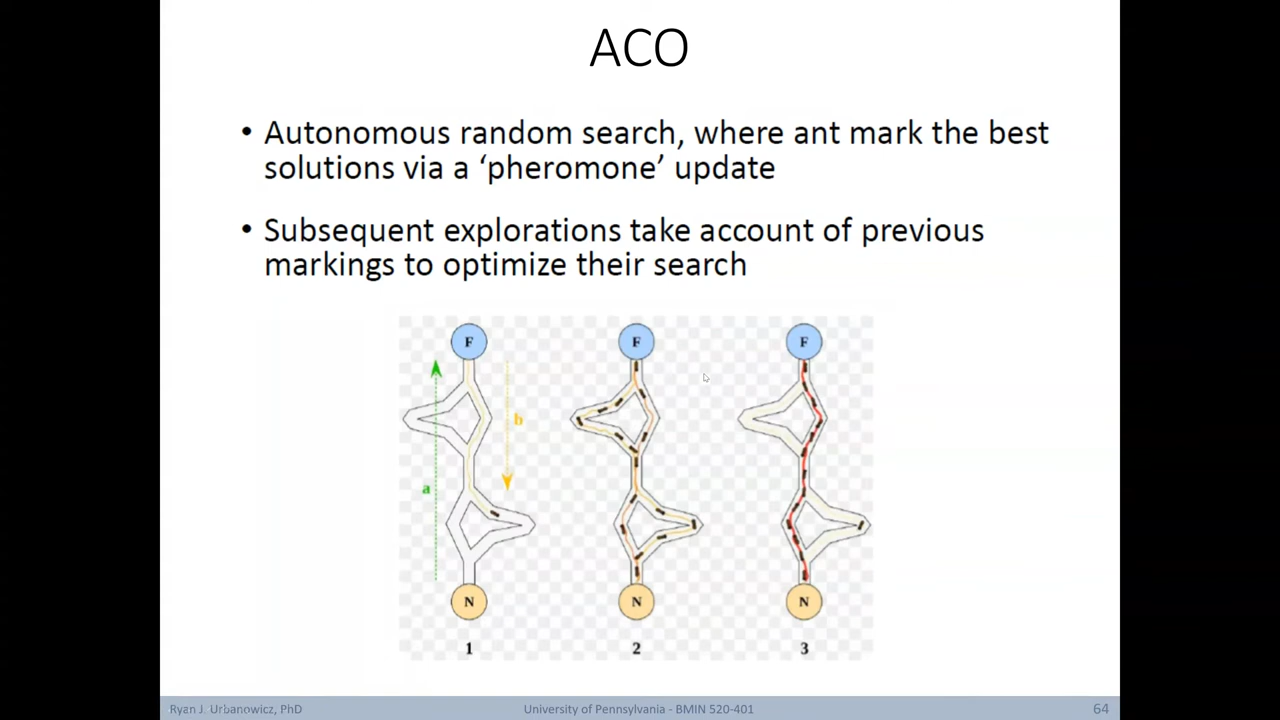 ACO
• Autonomous random search, where ant mark the best
solutions via a ‘pheromone’ update
• Subsequent explorations take account of previous
markings to optimize their search
F
F
F
b
a
N
N
N
1
2
3
Ryan J. Urbanowicz, PhD
University of Pennsylvania - BMIN 520-401
64